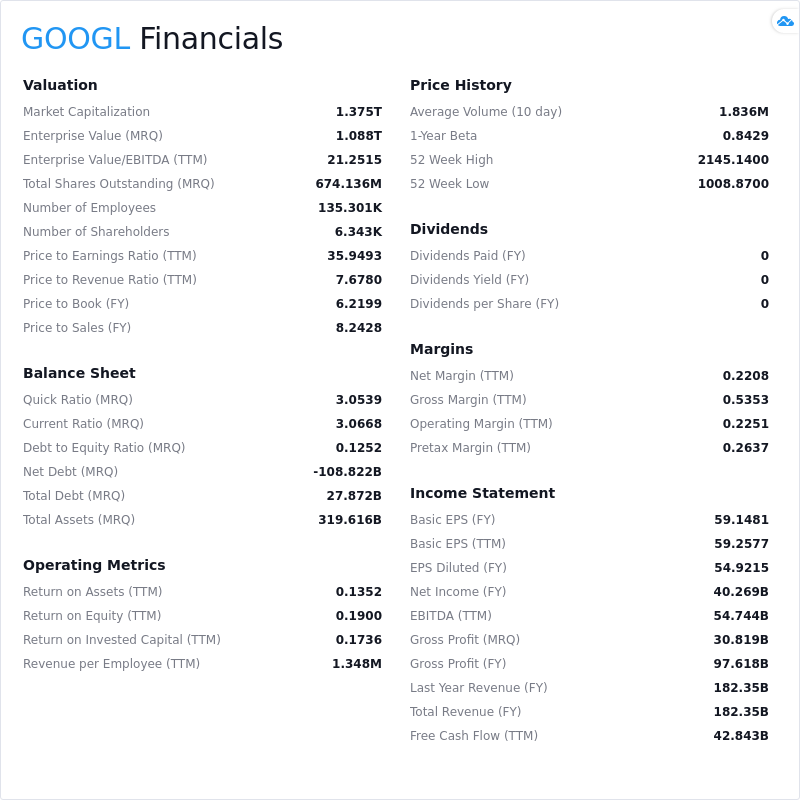 GOOGL Financials
Valuation
Market Capitalization 1.375T
Enterprise Value (MRQ) 1.088T
Enterprise Value/EBITDA (TTM) 21.2515
Total Shares Outstanding (MRQ) 674.136M
Number of Employees 135.301K
Number of Shareholders 6.343K
Price to Earnings Ratio (TTM) 35.9493
Price to Revenue Ratio (TTM) 7.6780
Price to Book (FY) 6.2199
Price to Sales (FY) 8.2428
Balance Sheet
Quick Ratio (MRQ) 3.0539
Current Ratio (MRQ) 3.0668
Debt to Equity Ratio (MRQ) 0.1252
Net Debt (MRQ) -108.822B
Total Debt (MRQ) 27.872B
Total Assets (MRQ) 319.616B
Operating Metrics
Return on Assets (TTM) 0.1352
Return on Equity (TTM) 0.1900
Return on Invested Capital (TTM) 0.1736
Revenue per Employee (TTM) 1.348M
Price History
Average Volume (10 day) 1.836M
1-Year Beta 0.8429
52 Week High 2145.1400
52 Week Low 1008.8700
Dividends
Dividends Paid (FY) 0
Dividends Yield (FY) 0
Dividends per Share (FY) 0
Margins
Net Margin (TTM) 0.2208
Gross Margin (TTM) 0.5353
Operating Margin (TTM) 0.2251
Pretax Margin (TTM) 0.2637
Income Statement
Basic EPS (FY) 59.1481
Basic EPS (TTM) 59.2577
EPS Diluted (FY) 54.9215
Net Income (FY) 40.269B
EBITDA (TTM) 54.744B
Gross Profit (MRQ) 30.819B
Gross Profit (FY) 97.618B
Last Year Revenue (FY) 182.35B
Total Revenue (FY) 182.35B
Free Cash Flow (TTM) 42.843B